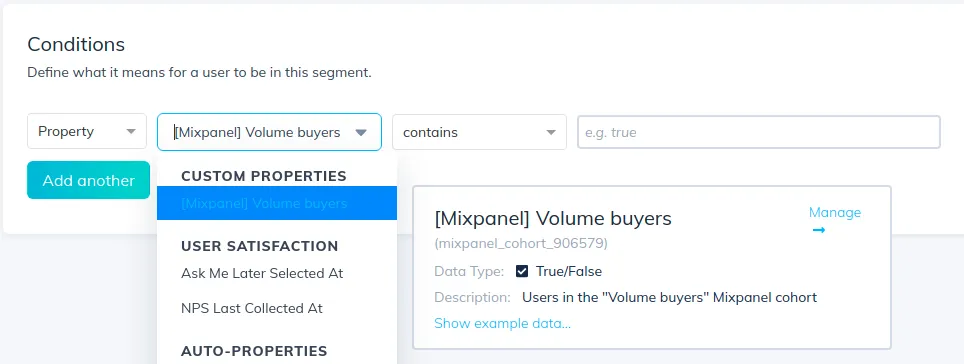 Conditions
Define what it means for a user to be in this segment.
Property [Mixpanel] Volume buyers contains e.g. true
Add another
CUSTOM PROPERTIES
[Mixpanel] Volume buyers
USER SATISFACTION
Ask Me Later Selected At
NPS Last Collected At
AUTO-PROPERTIES
[Mixpanel] Volume buyers Manage →
(mixpanel_cohort_906579)
Data Type: True/False
Description: Users in the "Volume buyers" Mixpanel cohort
Show example data...